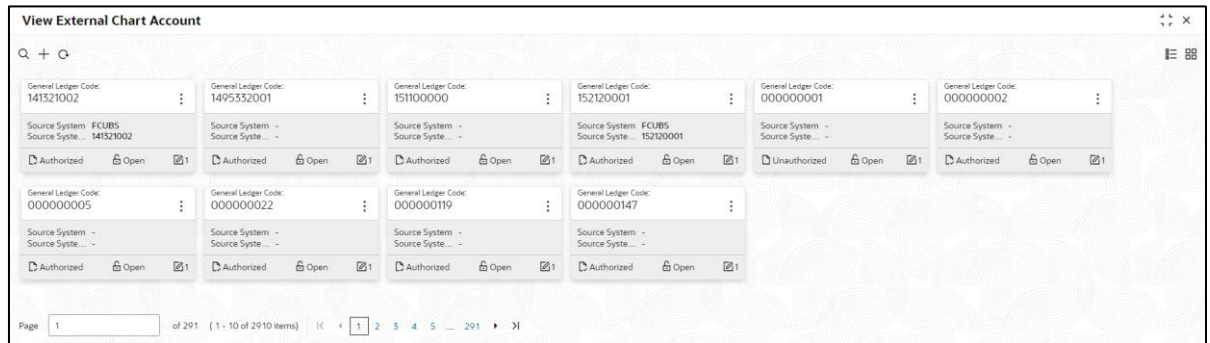 View External Chart Account
General Ledger Code: General Ledger Code: General Ledger Code: General Ledger Code: General Ledger Code: General Ledger Code:
141321002 1495332001 151100000 152120001 000000001 000000002
Source System FCUBS Source System - Source System - Source System FCUBS Source System - Source System -
Source Syste... 141321002 Source Syste... - Source Syste... - Source Syste... 152120001 Source Syste... - Source Syste... -
Authorized Open 1 Authorized Open 1 Authorized Open 1 Authorized Open 1 Unauthorized Open 1 Authorized Open 1
General Ledger Code: General Ledger Code: General Ledger Code: General Ledger Code:
000000005 000000022 000000119 000000147
Source System - Source System - Source System - Source System -
Source Syste... - Source Syste... - Source Syste... - Source Syste... -
Authorized Open 1 Authorized Open 1 Authorized Open 1 Authorized Open 1
Page 1 of 291 (1 - 10 of 2910 items) 1 2 3 4 5 ... 291